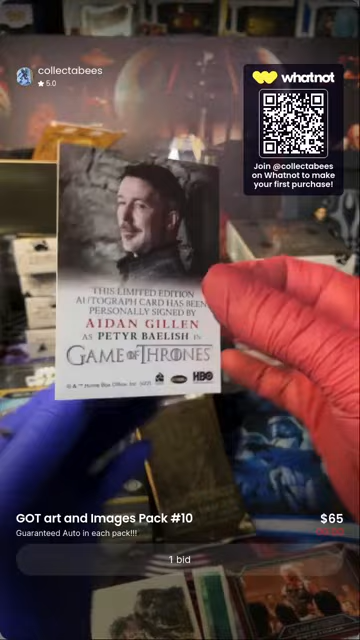 collectabees
★ 5.0
whatnot
Join @collectabees
on Whatnot to make
your first purchase!
THIS LIMITED EDITION
AUTOGRAPH CARD HAS BEEN
PERSONALLY SIGNED BY
AIDAN GILLEN
AS PETYR BAELISH IN
GAME OF THRONES
HBO
GOT art and Images Pack #10
$65
Guaranteed Auto in each pack!!!
1 bid